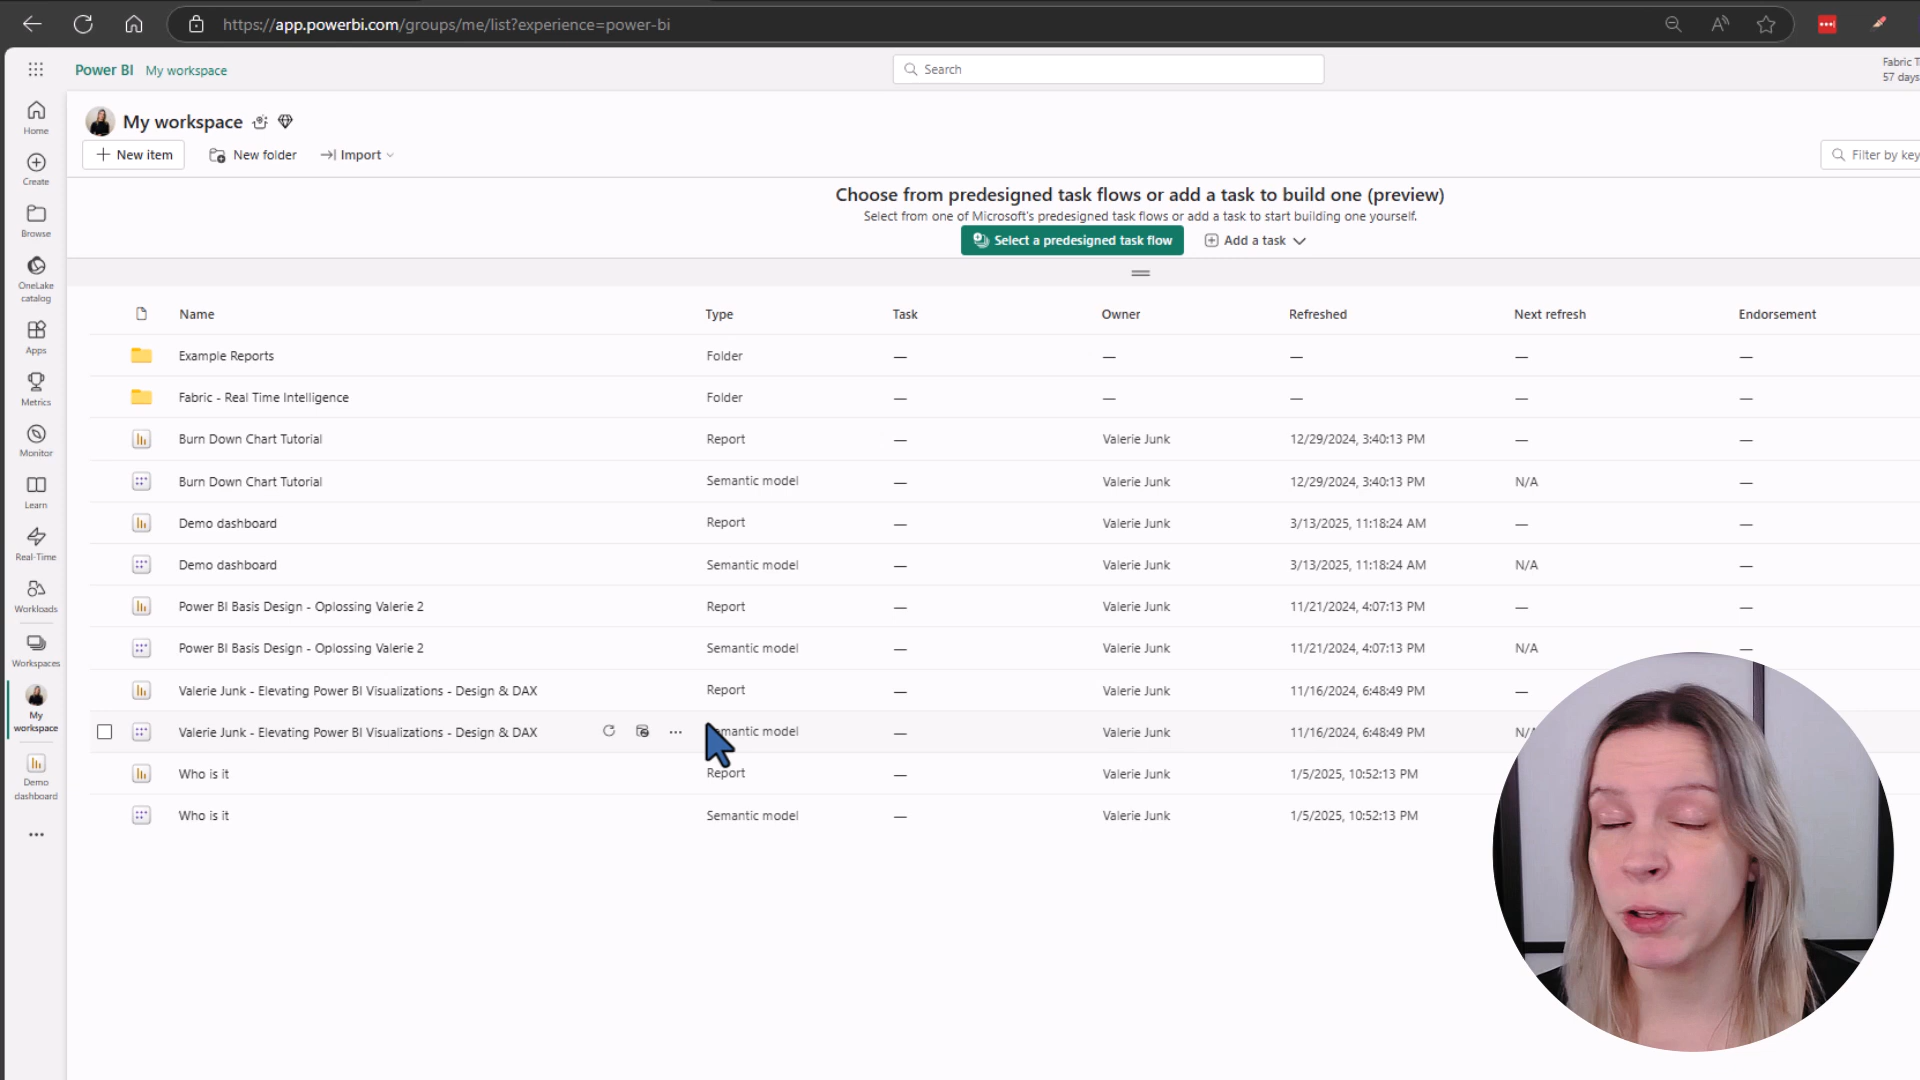 https://app.powerbi.com/groups/me/list?experience=power-bi
Power BI My workspace
Search
Fabric T
57 days
Home
Create
Browse
OneLake
catalog
Apps
Metrics
Monitor
Learn
Real-Time
Workloads
Workspaces
My
workspace
Demo
dashboard
My workspace
New item New folder Import
Filter by key
Choose from predesigned task flows or add a task to build one (preview)
Select from one of Microsoft's predesigned task flows or add a task to start building one yourself.
Select a predesigned task flow Add a task
Name Type Task Owner Refreshed Next refresh Endorsement
Example Reports Folder — — — — —
Fabric - Real Time Intelligence Folder — — — — —
Burn Down Chart Tutorial Report — Valerie Junk 12/29/2024, 3:40:13 PM — —
Burn Down Chart Tutorial Semantic model — Valerie Junk 12/29/2024, 3:40:13 PM N/A —
Demo dashboard Report — Valerie Junk 3/13/2025, 11:18:24 AM — —
Demo dashboard Semantic model — Valerie Junk 3/13/2025, 11:18:24 AM N/A —
Power BI Basis Design - Oplossing Valerie 2 Report — Valerie Junk 11/21/2024, 4:07:13 PM — —
Power BI Basis Design - Oplossing Valerie 2 Semantic model — Valerie Junk 11/21/2024, 4:07:13 PM N/A —
Valerie Junk - Elevating Power BI Visualizations - Design & DAX Report — Valerie Junk 11/16/2024, 6:48:49 PM —
Valerie Junk - Elevating Power BI Visualizations - Design & DAX mantic model — Valerie Junk 11/16/2024, 6:48:49 PM N/
Who is it Report — Valerie Junk 1/5/2025, 10:52:13 PM
Who is it Semantic model — Valerie Junk 1/5/2025, 10:52:13 PM